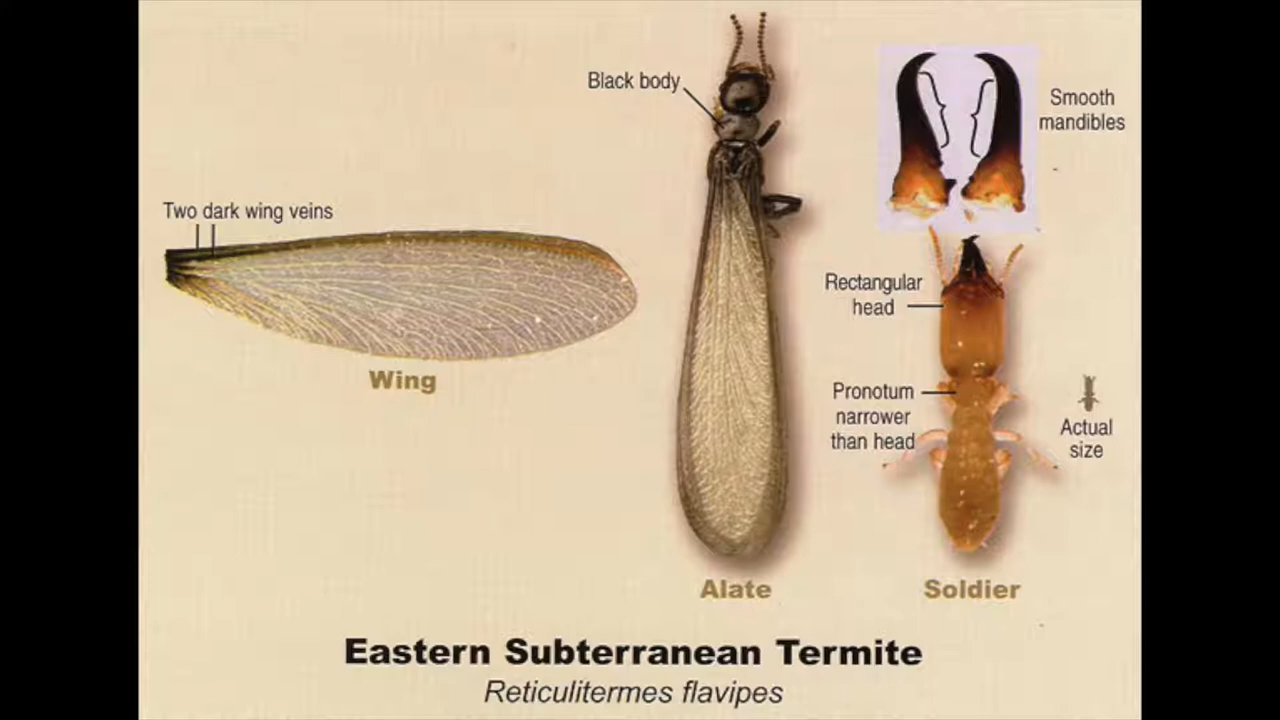 Black body
Smooth
mandibles
Two dark wing veins
Rectangular
head
Wing
Pronotum
narrower
than head
Actual
size
Alate
Soldier
Eastern Subterranean Termite
Reticulitermes flavipes